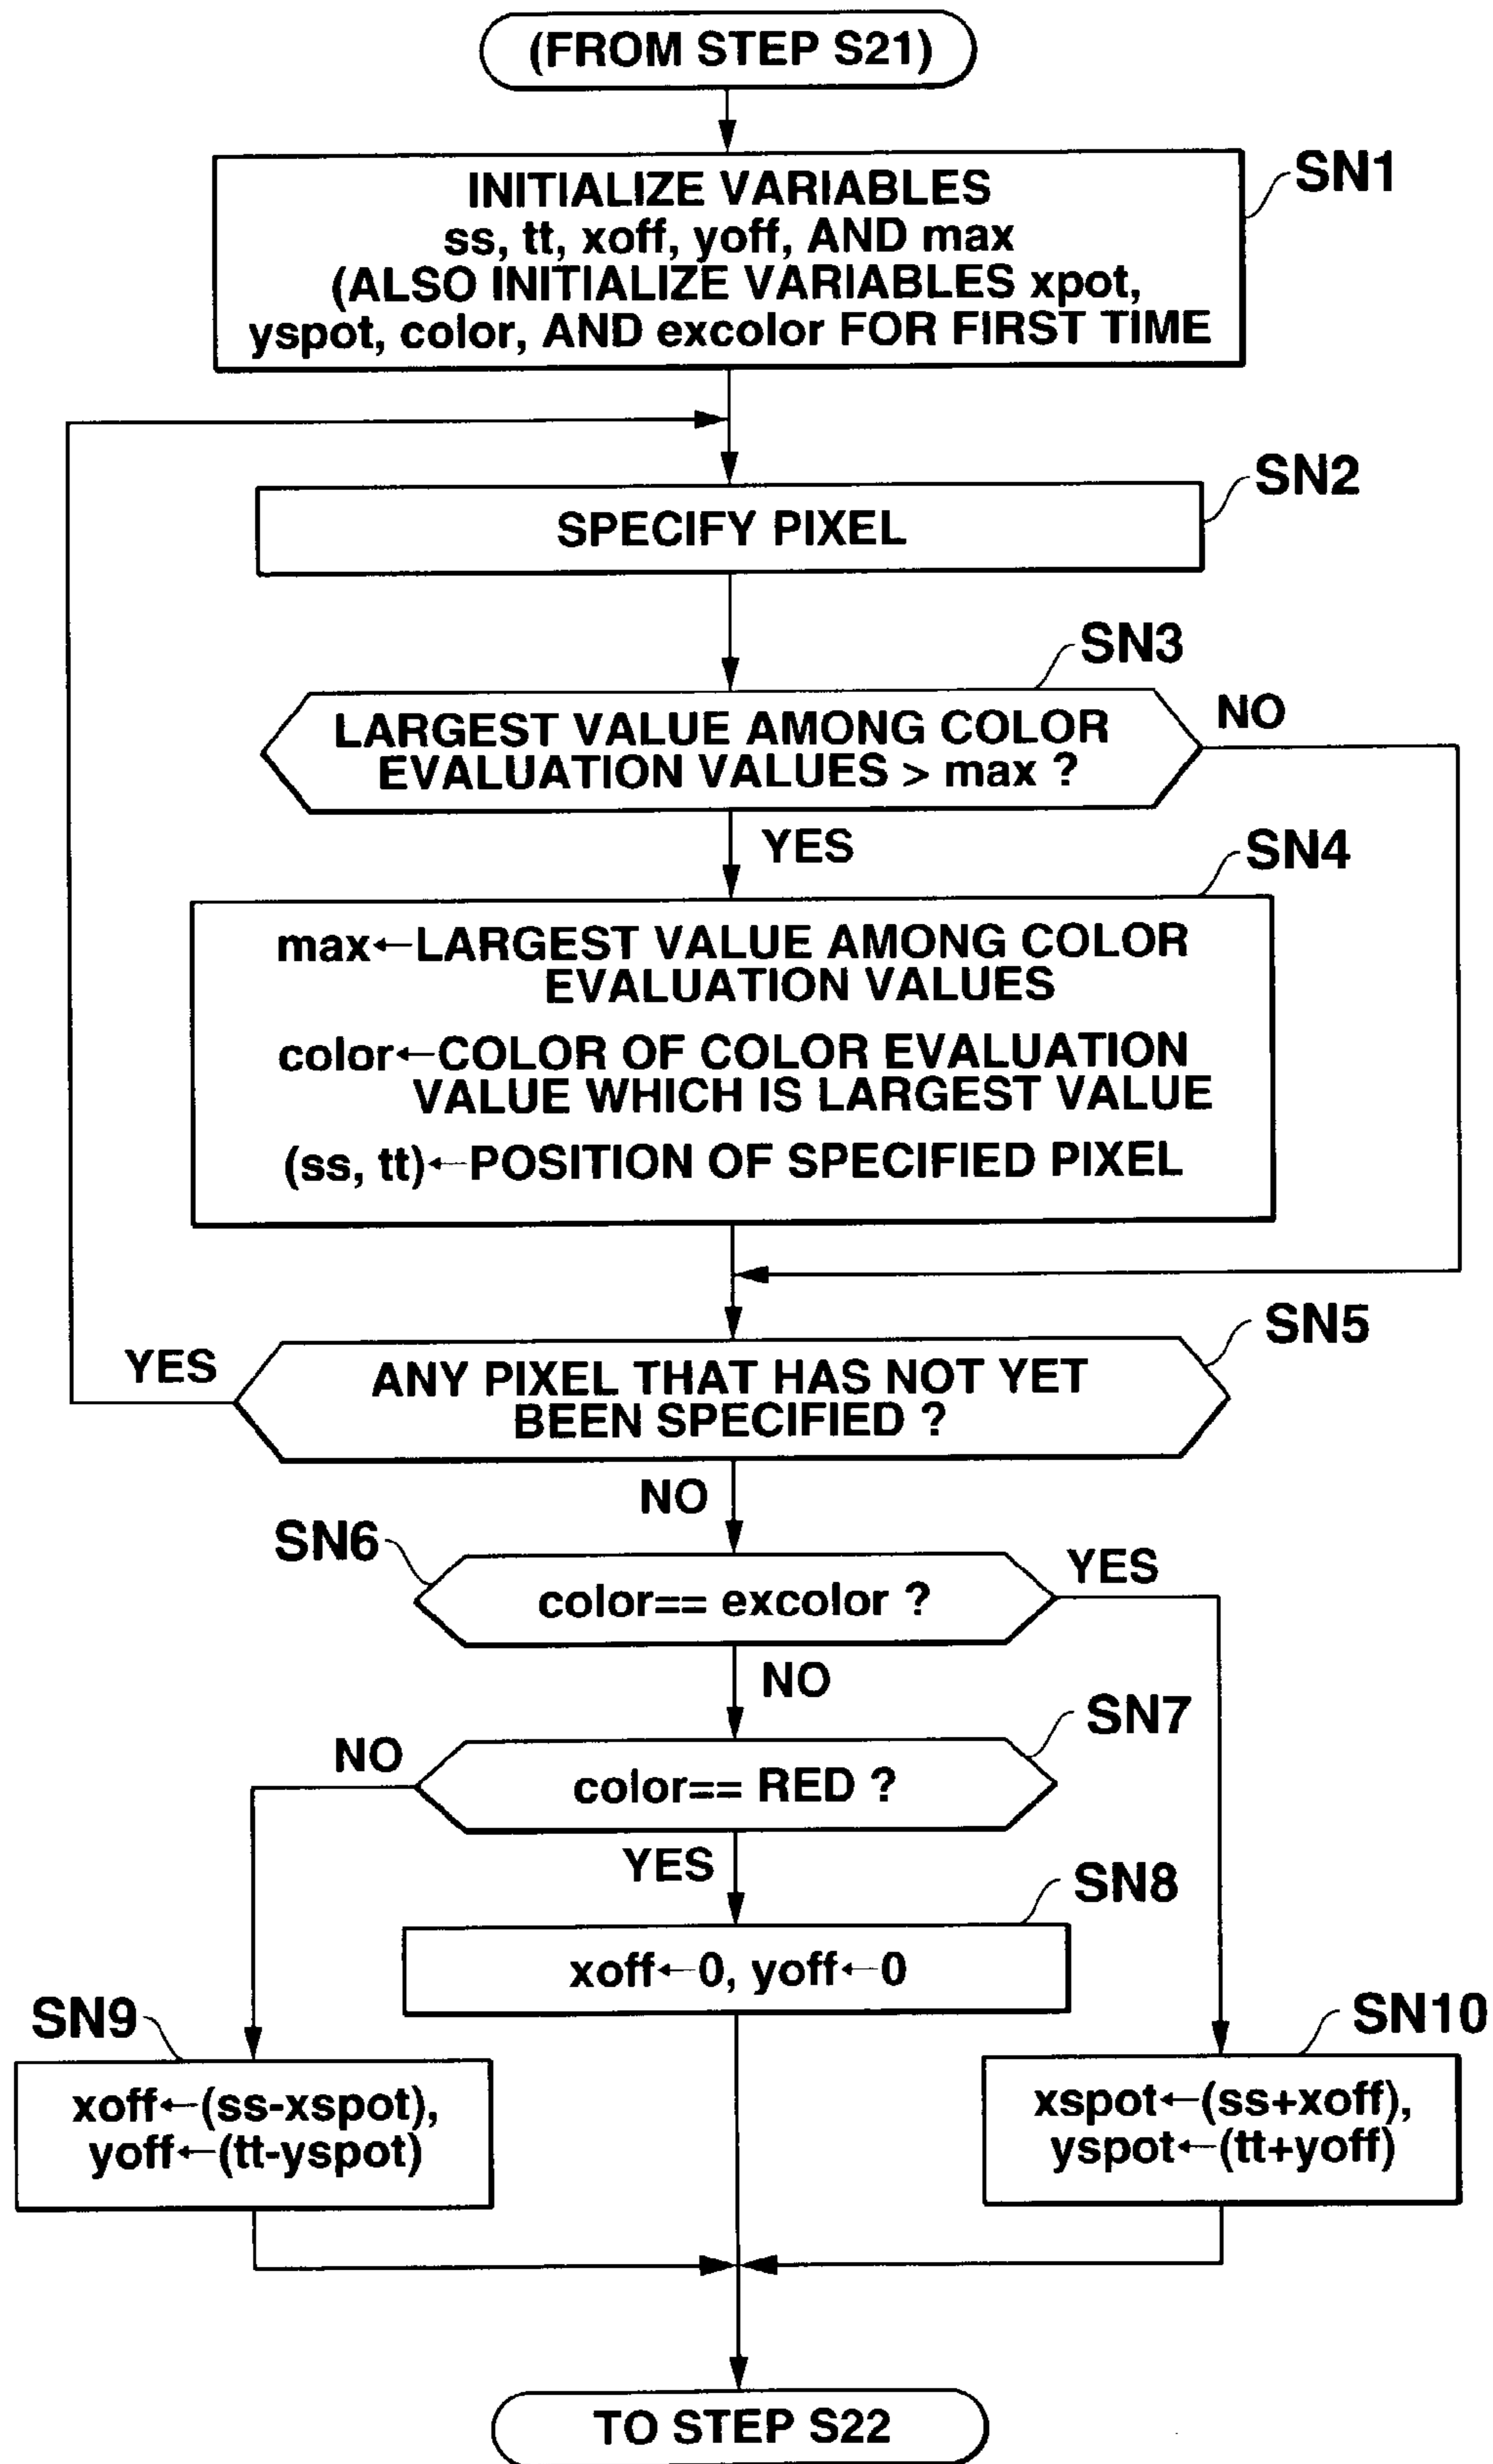 (FROM STEP S21)
SN1
INITIALIZE VARIABLES
ss, tt, xoff, yoff, AND max
(ALSO INITIALIZE VARIABLES xpot,
yspot, color, AND excolor FOR FIRST TIME
SN2
SPECIFY PIXEL
SN3
LARGEST VALUE AMONG COLOR
EVALUATION VALUES > max ?
NO
YES
SN4
max←LARGEST VALUE AMONG COLOR
EVALUATION VALUES
color←COLOR OF COLOR EVALUATION
VALUE WHICH IS LARGEST VALUE
(ss, tt)←POSITION OF SPECIFIED PIXEL
SN5
YES
ANY PIXEL THAT HAS NOT YET
BEEN SPECIFIED ?
NO
SN6
YES
color== excolor ?
NO
SN7
NO
color== RED ?
YES
SN8
xoff←0, yoff←0
SN9
xoff←(ss-xspot),
yoff←(tt-yspot)
SN10
xspot←(ss+xoff),
yspot←(tt+yoff)
TO STEP S22